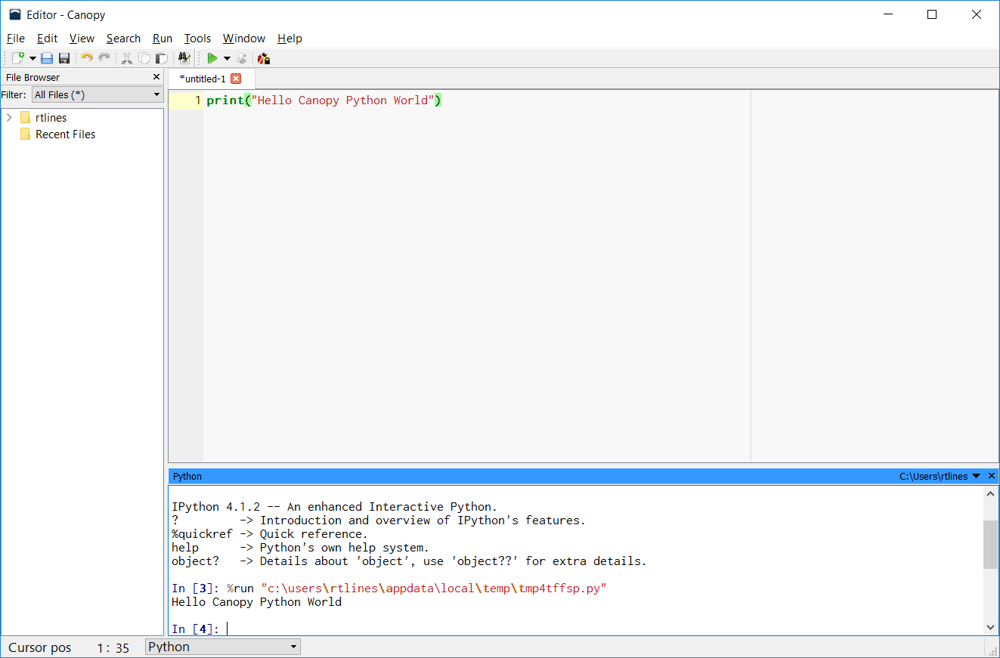 Editor - Canopy
File Edit View Search Run Tools Window Help
File Browser
*untitled-1
Filter: All Files (*)
1 print("Hello Canopy Python World")
rtlines
Recent Files
Python C:\Users\rtlines
IPython 4.1.2 -- An enhanced Interactive Python.
? -> Introduction and overview of IPython's features.
%quickref -> Quick reference.
help -> Python's own help system.
object? -> Details about 'object', use 'object??' for extra details.
In [3]: %run "c:\users\rtlines\appdata\local\temp\tmp4tffsp.py"
Hello Canopy Python World
In [4]:
Cursor pos 1 : 35 Python